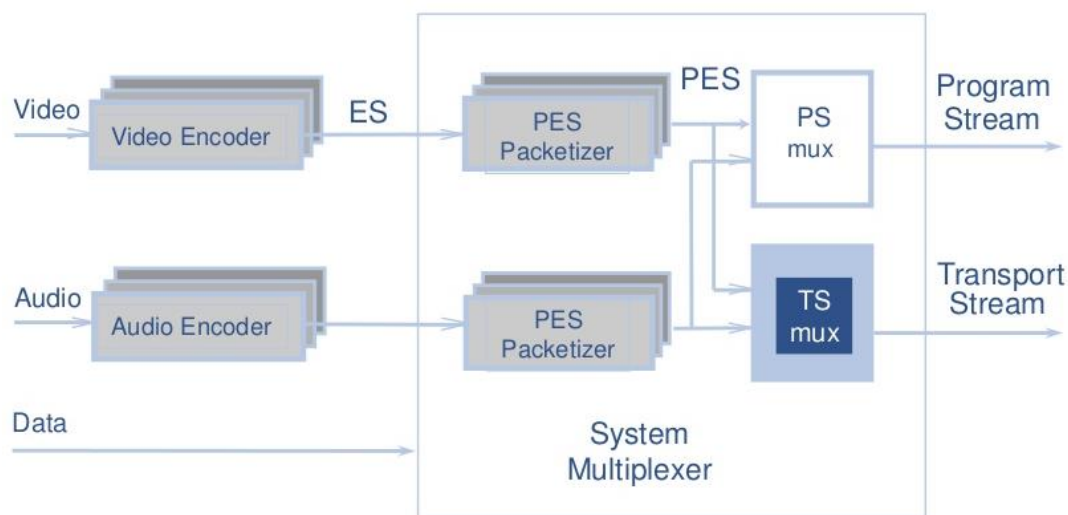 Video
Video Encoder
ES
PES
Packetizer
PES
PS
mux
Program
Stream
Audio
Audio Encoder
PES
Packetizer
TS
mux
Transport
Stream
Data
System
Multiplexer